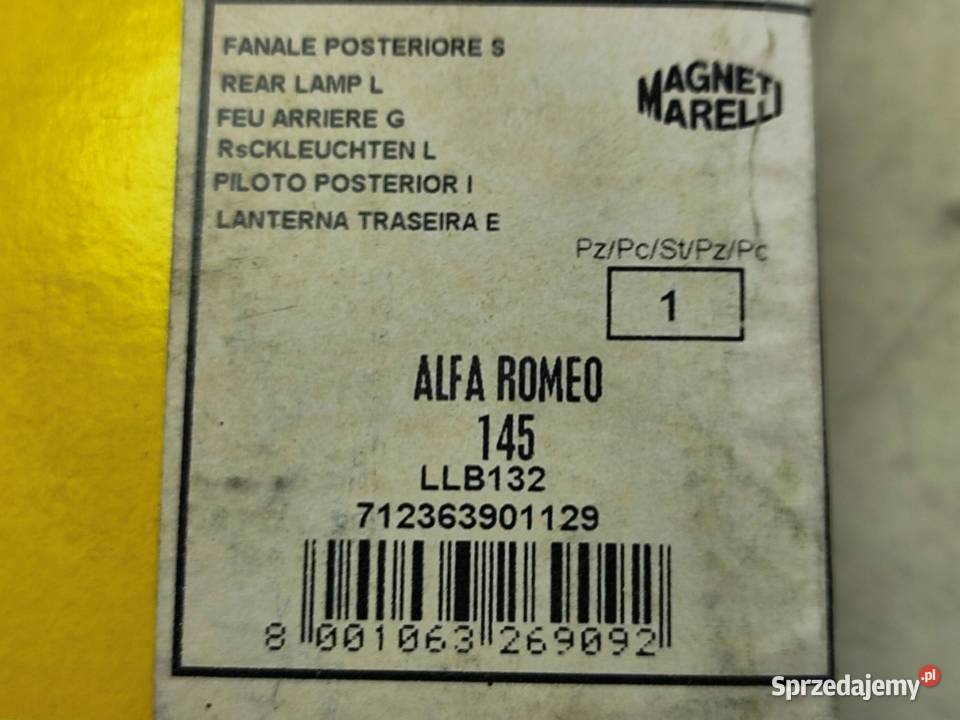 FANALE POSTERIORE S
REAR LAMP L
FEU ARRIERE G
RsCKLEUCHTEN L
PILOTO POSTERIOR I
LANTERNA TRASEIRA E
MAGNETI
MARELLI
Pz/Pc/St/Pz/Pc
1
ALFA ROMEO
145
LLB132
712363901129
8 001063 269092
Sprzedajemy.pl